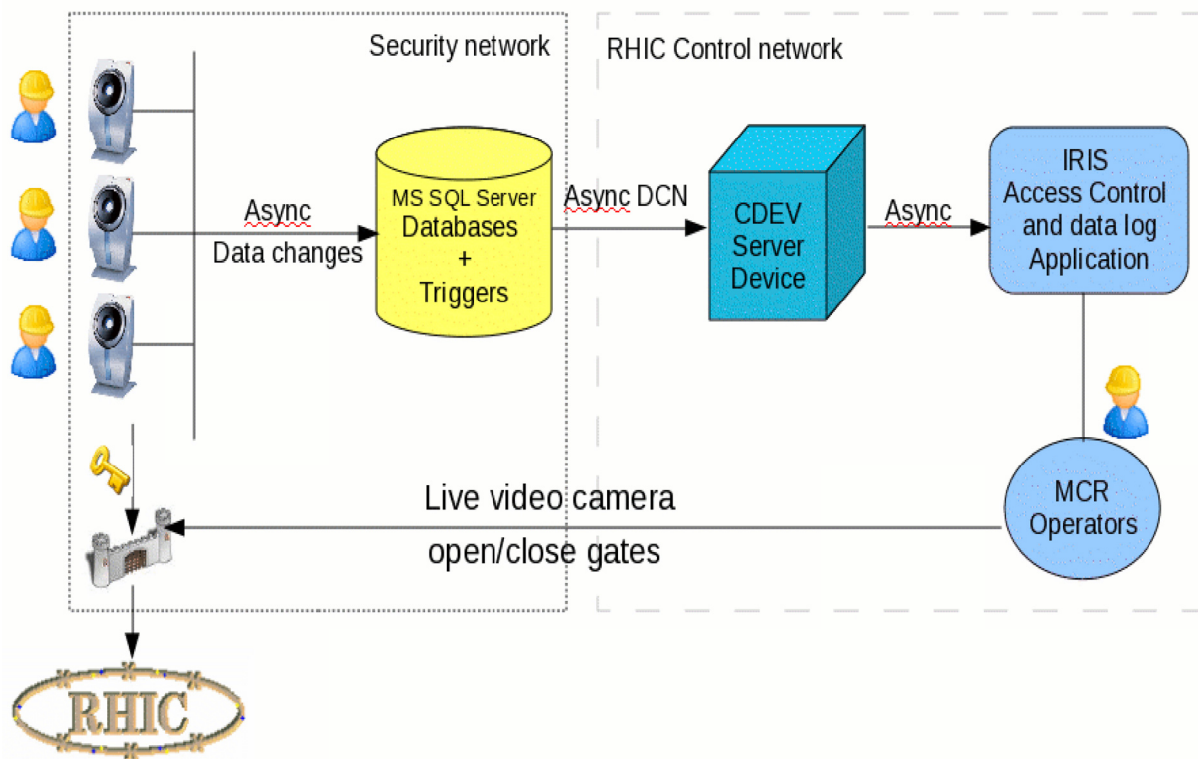 Security network
RHIC Control network
Async
Data changes
MS SQL Server
Databases
+
Triggers
Async DCN
CDEV
Server
Device
Async
IRIS
Access Control
and data log
Application
Live video camera
open/close gates
MCR
Operators
RHIC